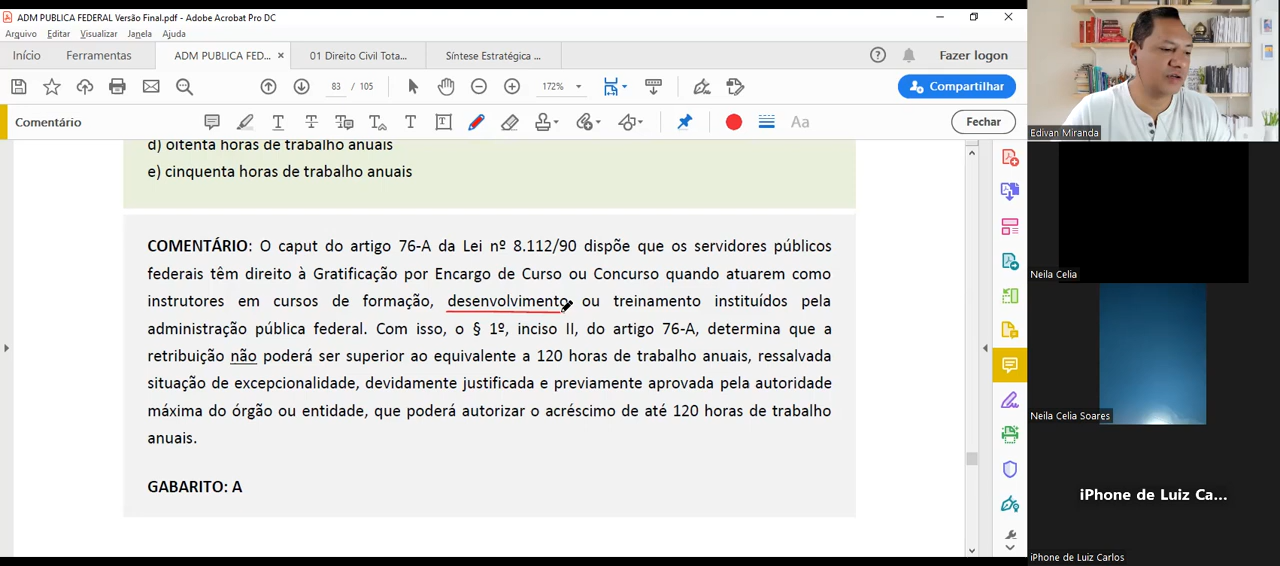 ADM PUBLICA FEDERAL Versão Final.pdf - Adobe Acrobat Pro DC
Arquivo Editar Visualizar Janela Ajuda
Início Ferramentas ADM PUBLICA FED... × 01 Direito Civil Tota... Síntese Estratégica ... Fazer logon
83 / 105 172% Compartilhar
Comentário Fechar
d) oitenta horas de trabalho anuais
e) cinquenta horas de trabalho anuais
COMENTÁRIO: O caput do artigo 76-A da Lei nº 8.112/90 dispõe que os servidores públicos
federais têm direito à Gratificação por Encargo de Curso ou Concurso quando atuarem como
instrutores em cursos de formação, desenvolvimento ou treinamento instituídos pela
administração pública federal. Com isso, o § 1º, inciso II, do artigo 76-A, determina que a
retribuição não poderá ser superior ao equivalente a 120 horas de trabalho anuais, ressalvada
situação de excepcionalidade, devidamente justificada e previamente aprovada pela autoridade
máxima do órgão ou entidade, que poderá autorizar o acréscimo de até 120 horas de trabalho
anuais.
GABARITO: A
Edivan Miranda
Neila Celia
Neila Celia Soares
iPhone de Luiz Ca...
iPhone de Luiz Carlos